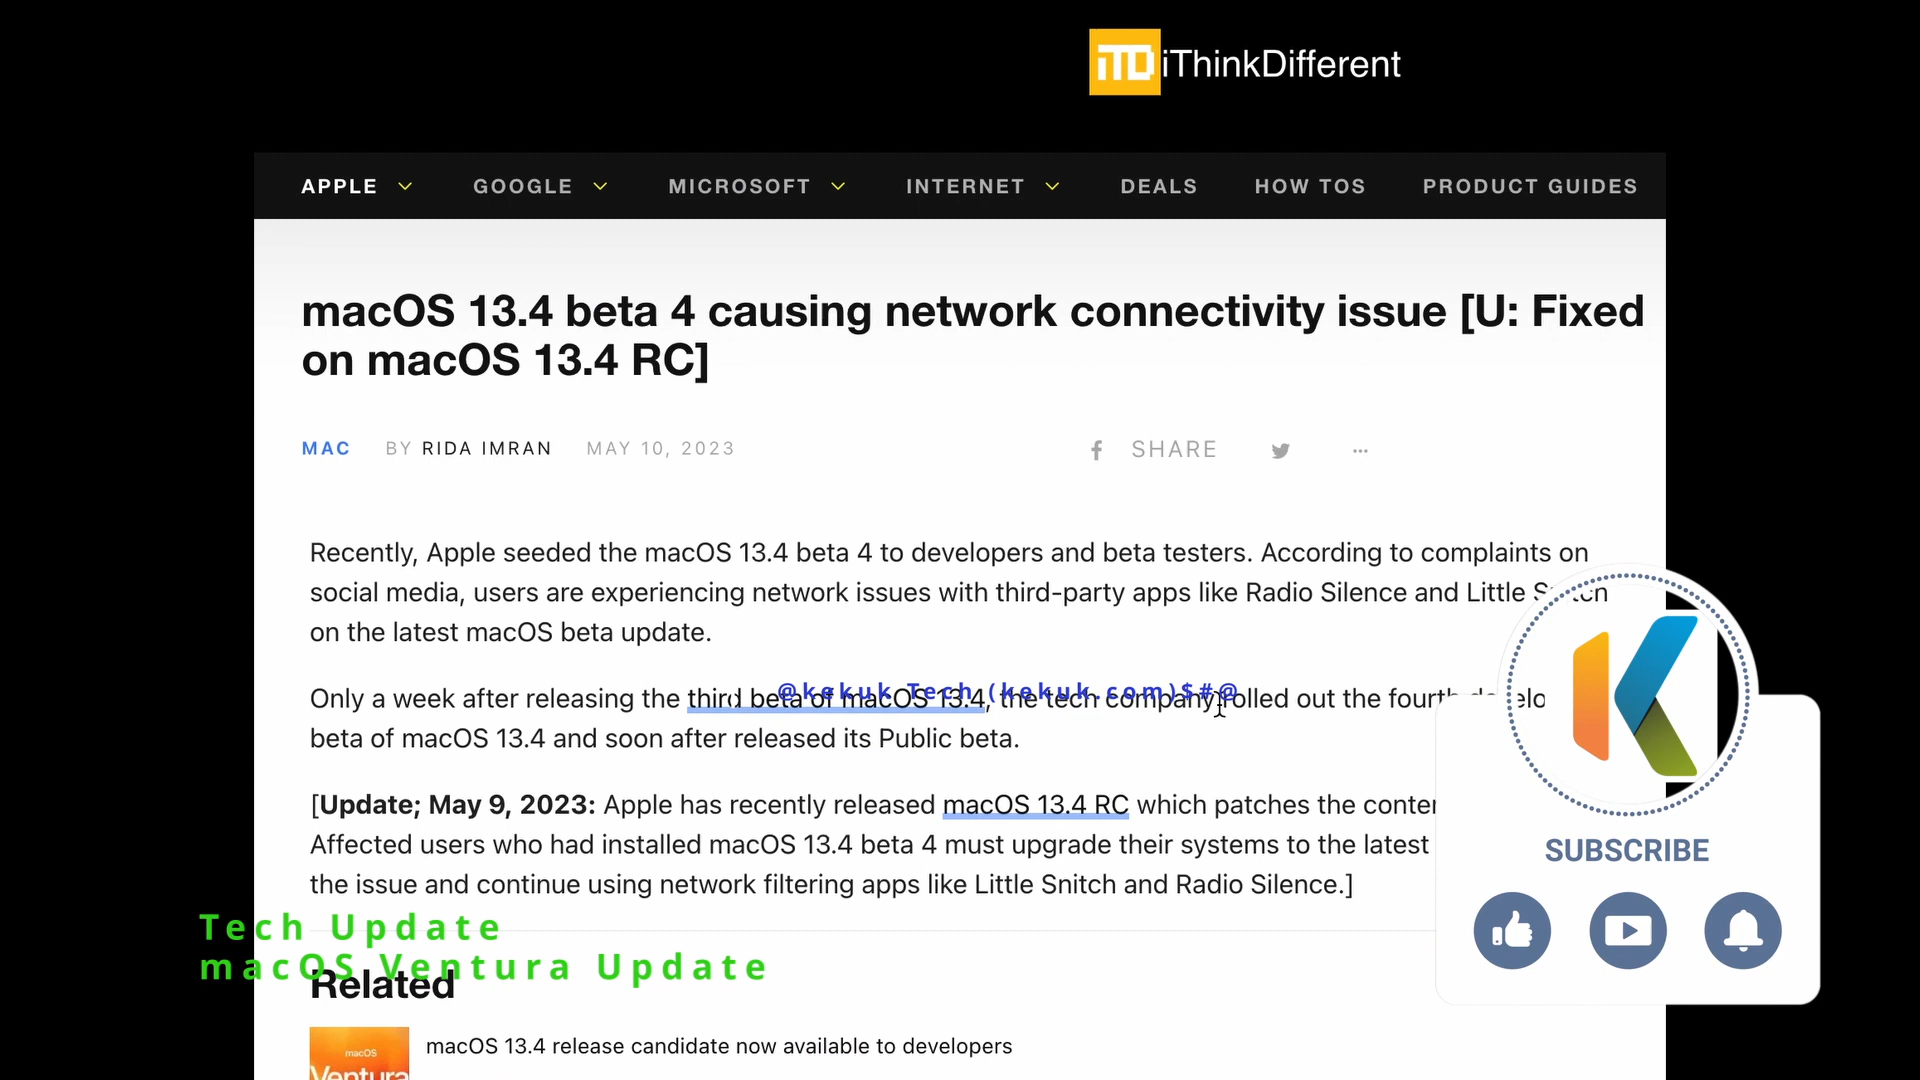 iTD iThinkDifferent
APPLE GOOGLE MICROSOFT INTERNET DEALS HOW TOS PRODUCT GUIDES
macOS 13.4 beta 4 causing network connectivity issue [U: Fixed
on macOS 13.4 RC]
MAC BY RIDA IMRAN MAY 10, 2023 SHARE ...
Recently, Apple seeded the macOS 13.4 beta 4 to developers and beta testers. According to complaints on
social media, users are experiencing network issues with third-party apps like Radio Silence and Little Snitch
on the latest macOS beta update.
@kekuk Tech (kekuk.com)$#@
Only a week after releasing the third beta of macOS 13.4, the tech company rolled out the fourth
beta of macOS 13.4 and soon after released its Public beta.
[Update; May 9, 2023: Apple has recently released macOS 13.4 RC which patches the
Affected users who had installed macOS 13.4 beta 4 must upgrade their systems to the latest
the issue and continue using network filtering apps like Little Snitch and Radio Silence.]
SUBSCRIBE
Tech Update
macOS Ventura Update
Related
macOS
Ventura
macOS 13.4 release candidate now available to developers